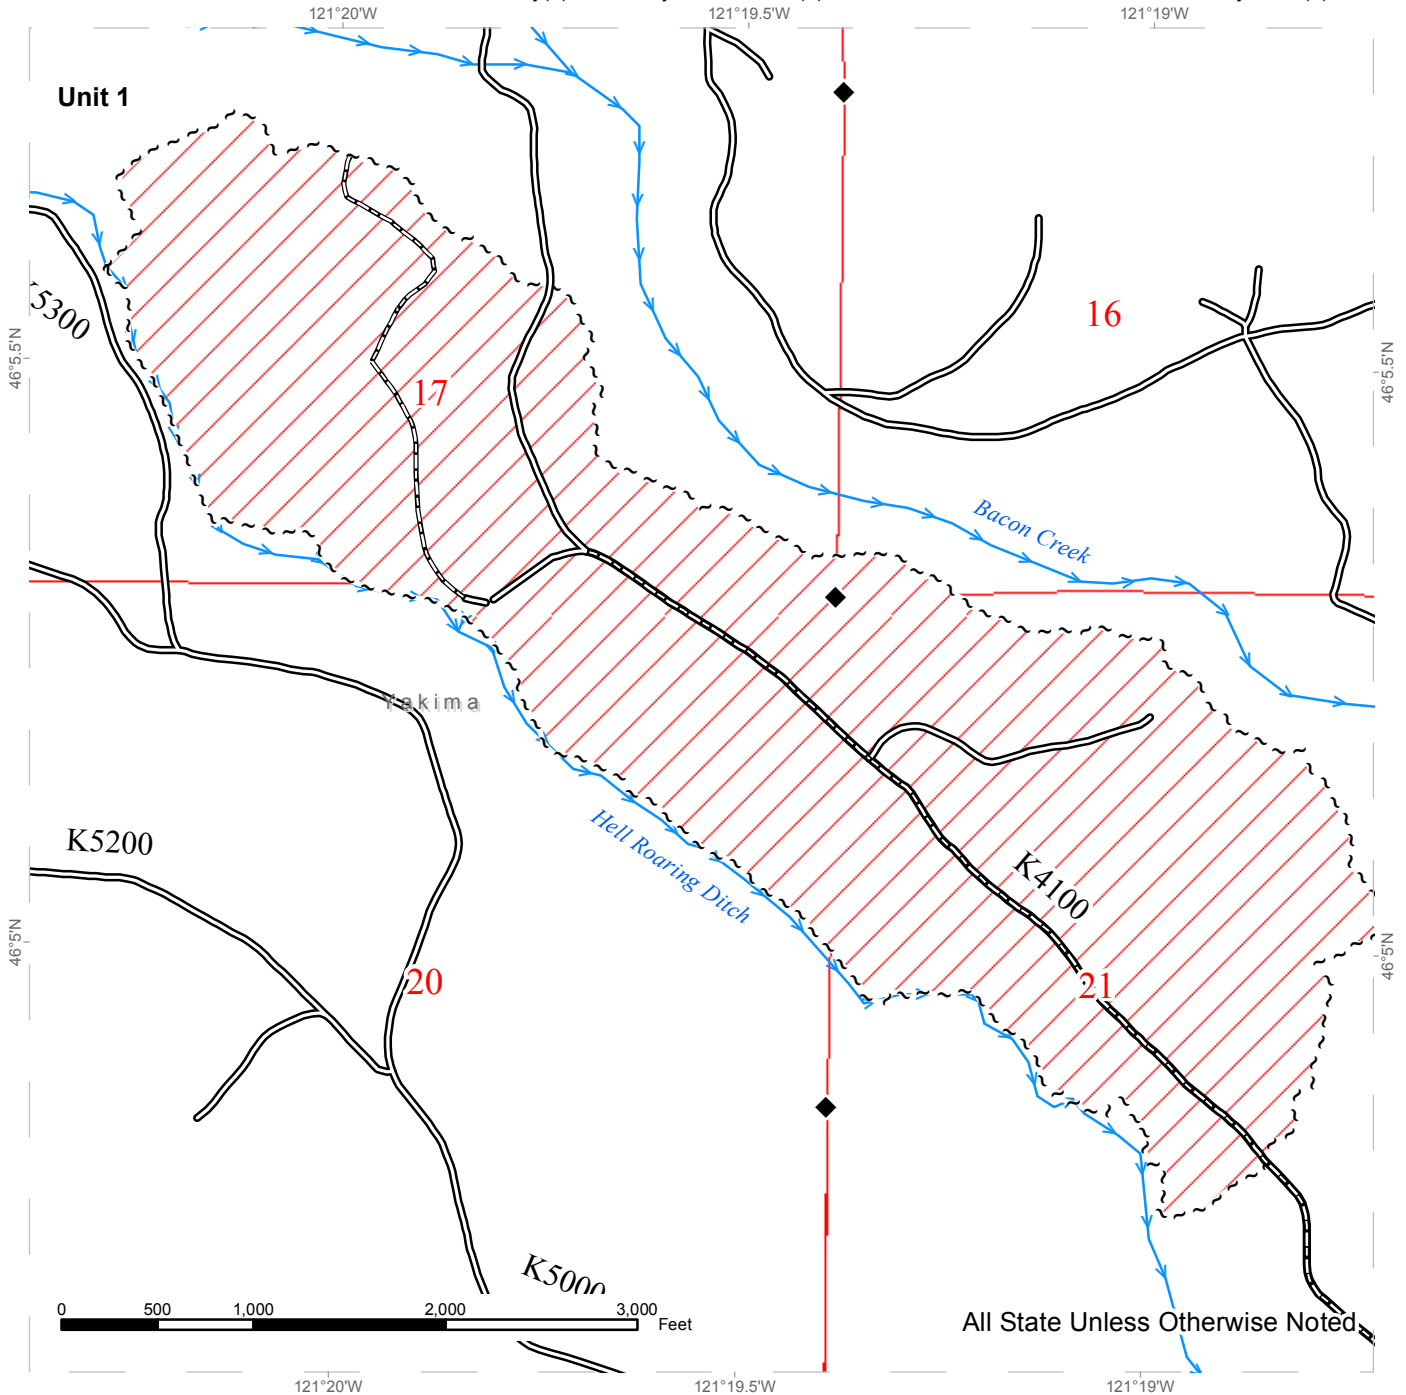 121°20'W
121°19.5'W
121°19'W
Unit 1
16
46°5.5'N
46°5.5'N
17
Bacon Creek
Yakima
Hell Roaring Ditch
K5200
K4100
46°5'N
46°5'N
20
21
K5000
0 500 1,000 2,000 3,000
Feet
All State Unless Otherwise Noted
121°20'W
121°19.5'W
121°19'W